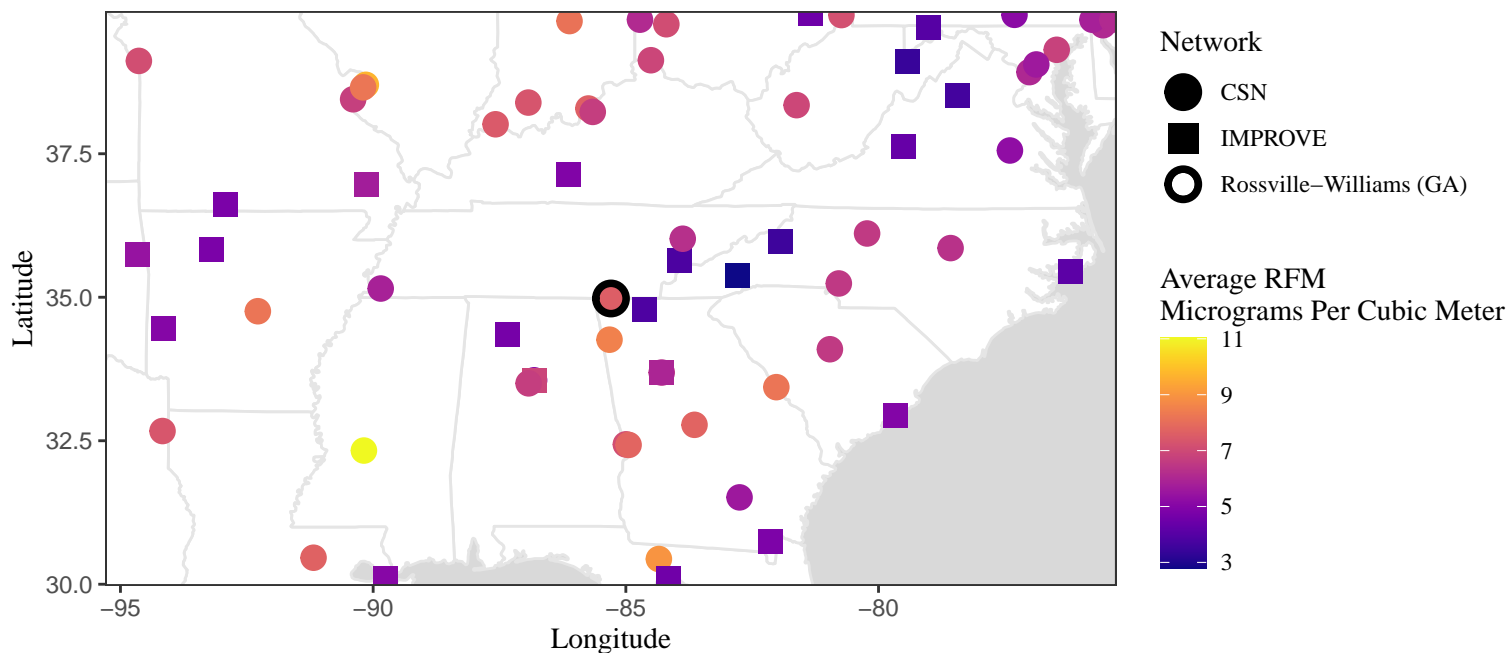 37.5
35.0
32.5
30.0
Latitude
−95
−90
−85
−80
Longitude
Network
CSN
IMPROVE
Rossville−Williams (GA)
Average RFM
Micrograms Per Cubic Meter
11
9
7
5
3